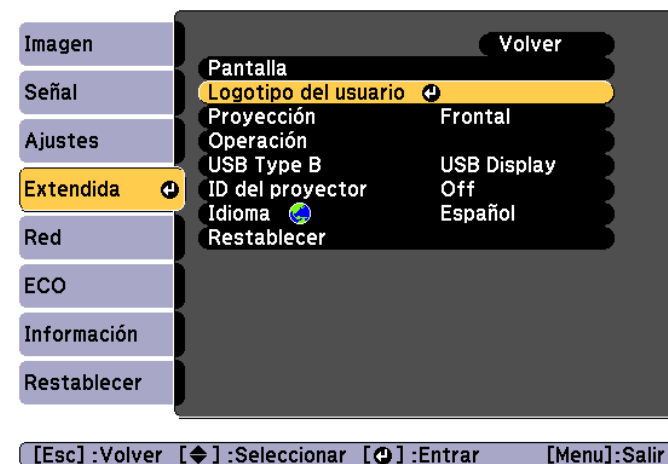 Imagen
Señal
Ajustes
Extendida
Red
ECO
Información
Restablecer
Volver
Pantalla
Logotipo del usuario
Proyección Frontal
Operación
USB Type B USB Display
ID del proyector Off
Idioma Español
Restablecer
[Esc] :Volver [◆] :Seleccionar [↵] :Entrar [Menu]:Salir